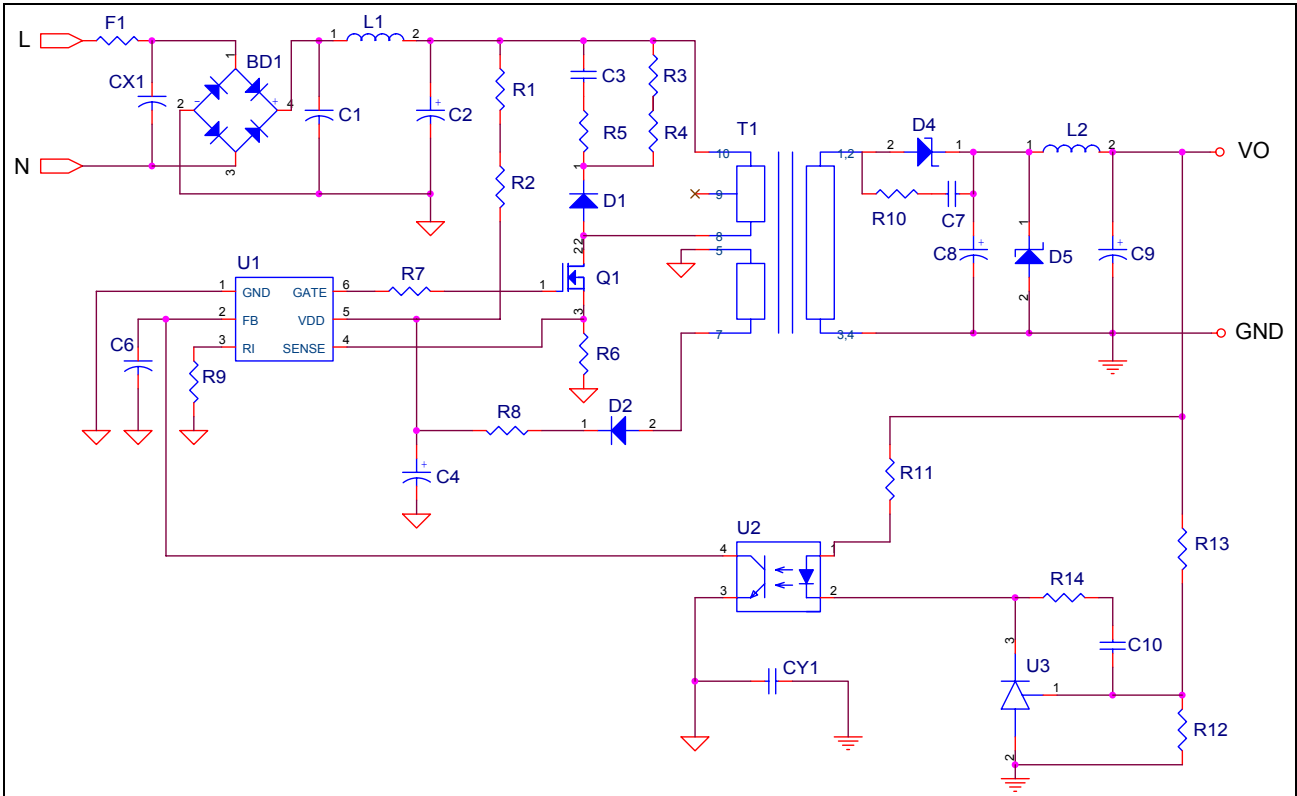 L F1 L1
1 2
CX1 1 BD1
2 − + 4
3
C1 C2 +
R1 C3 R3
R5 R4
R2
N
1 D1
T1
10
9
8
5
7
1,2
3,4
2 D4 1
1 L2 2
VO
R10 C7
C8 +
1 D5 2
C9 +
GND
U1
1 GND GATE 6
2 FB VDD 5
3 RI SENSE 4
R7
22
1 Q1
3
R6
C6
R9
R8 1 D2 2
C4 +
R11
U2
4 1
3 2
R13
R14
C10
3 U3
1
2
R12
CY1